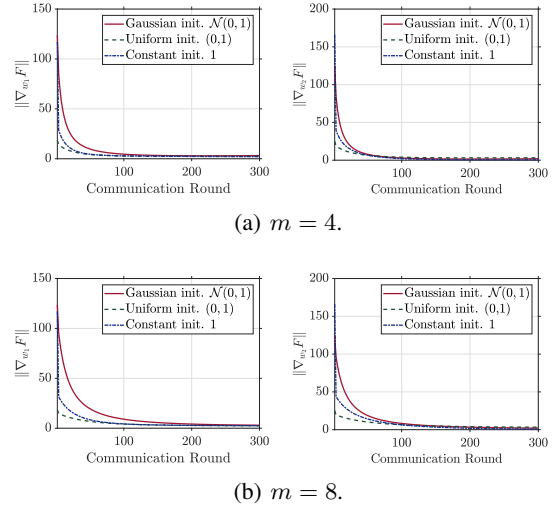 150
100
50
0
‖∇_{w_1} F‖
Gaussian init. 𝒩(0, 1)
Uniform init. (0,1)
Constant init. 1
100
200
300
Communication Round
200
150
100
50
0
‖∇_{w_2} F‖
Gaussian init. 𝒩(0, 1)
Uniform init. (0,1)
Constant init. 1
100
200
300
Communication Round
(a) m = 4.
150
100
50
0
‖∇_{w_1} F‖
Gaussian init. 𝒩(0, 1)
Uniform init. (0,1)
Constant init. 1
100
200
300
Communication Round
200
150
100
50
0
‖∇_{w_2} F‖
Gaussian init. 𝒩(0, 1)
Uniform init. (0,1)
Constant init. 1
100
200
300
Communication Round
(b) m = 8.